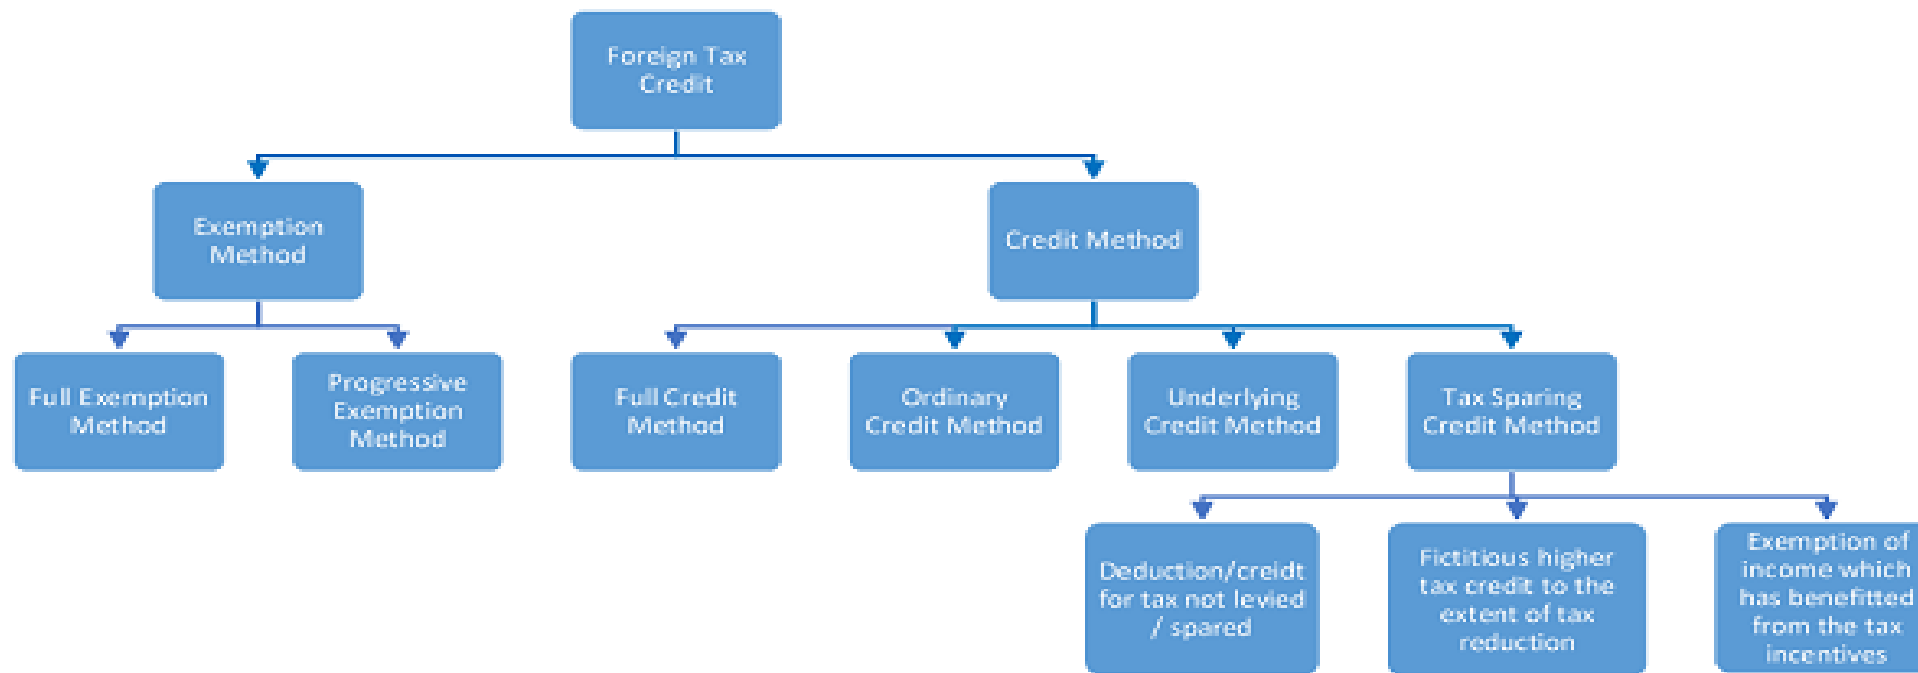 Foreign Tax
Credit
Exemption
Method
Credit Method
Full Exemption
Method
Progressive
Exemption
Method
Full Credit
Method
Ordinary
Credit Method
Underlying
Credit Method
Tax Sparing
Credit Method
Deduction/creidt
for tax not levied
/ spared
Fictitious higher
tax credit to the
extent of tax
reduction
Exemption of
income which
has benefitted
from the tax
incentives